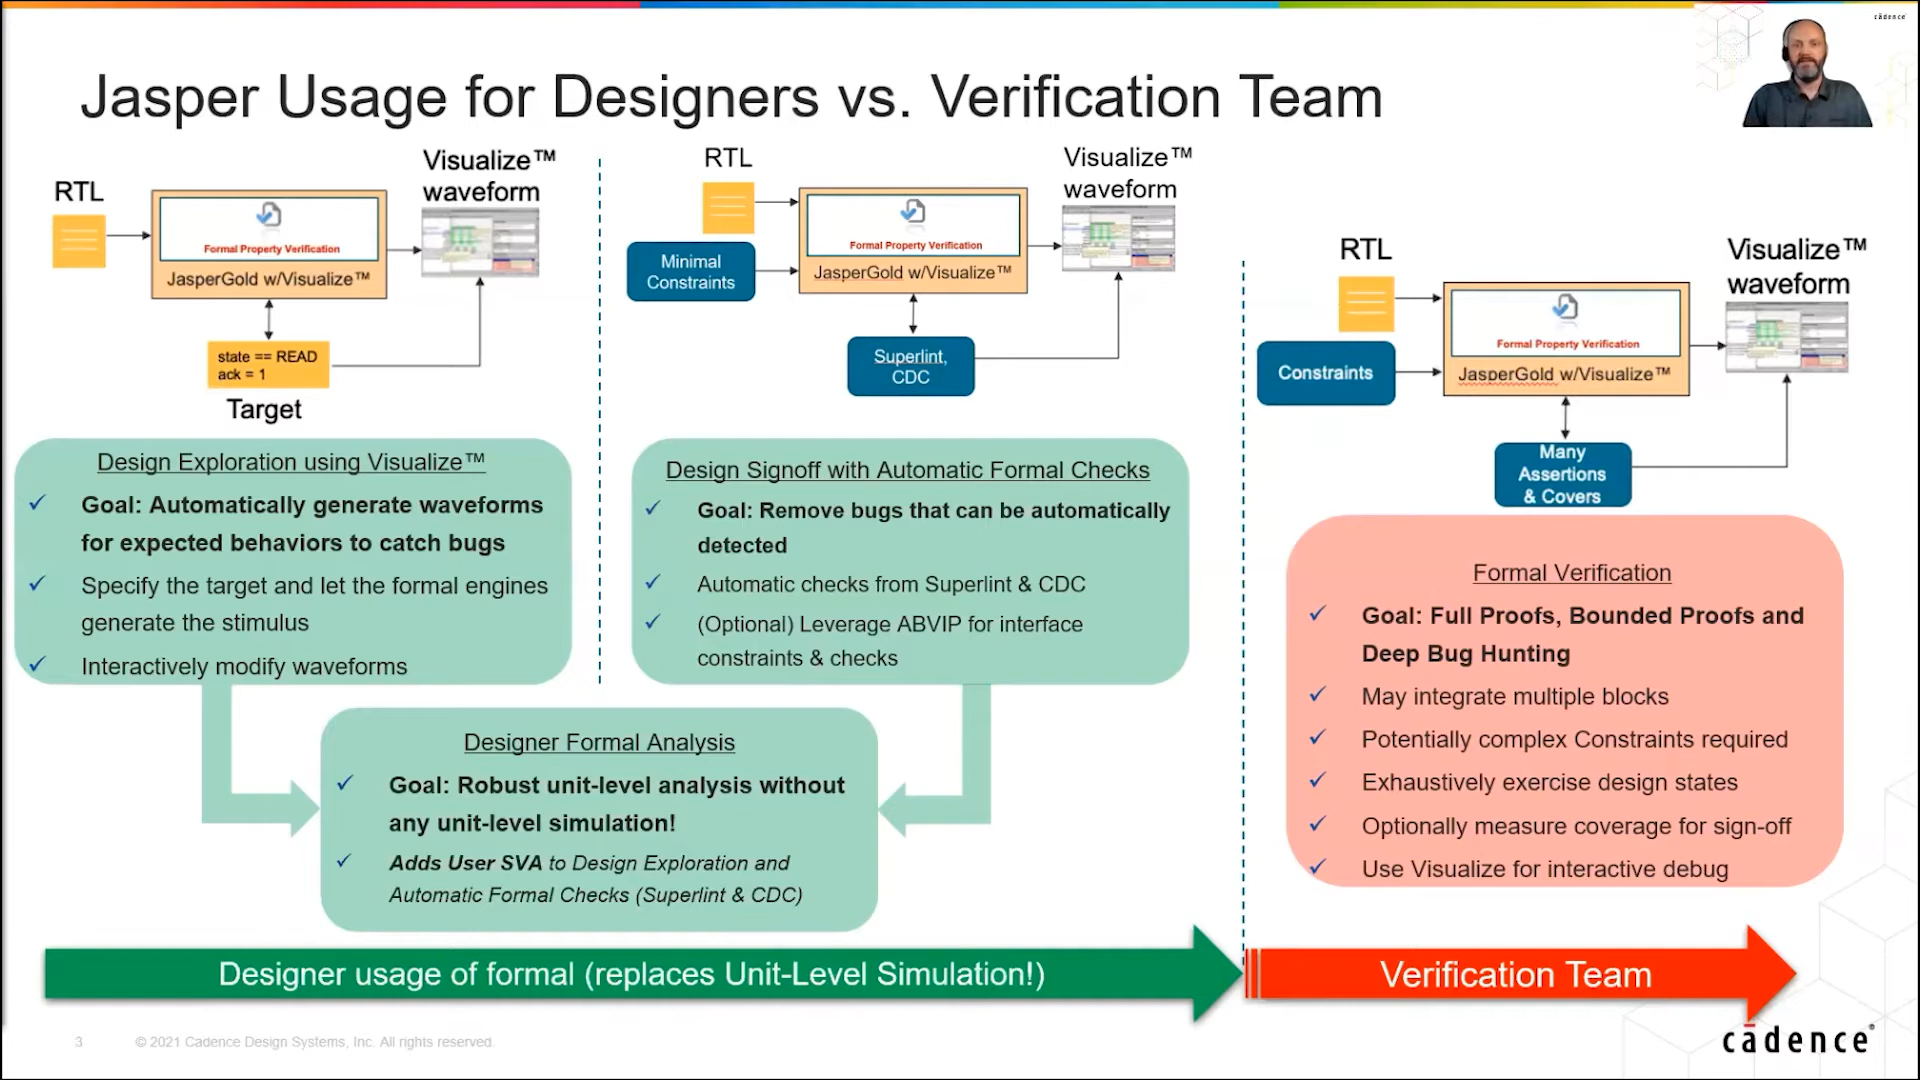 cādence
Jasper Usage for Designers vs. Verification Team
RTL
Visualize™
waveform
Formal Property Verification
JasperGold w/Visualize™
state == READ
ack = 1
Target
Design Exploration using Visualize™
✓ Goal: Automatically generate waveforms
for expected behaviors to catch bugs
✓ Specify the target and let the formal engines
generate the stimulus
✓ Interactively modify waveforms
RTL
Visualize™
waveform
Minimal
Constraints
Formal Property Verification
JasperGold w/Visualize™
Superlint,
CDC
Design Signoff with Automatic Formal Checks
✓ Goal: Remove bugs that can be automatically
detected
✓ Automatic checks from Superlint & CDC
✓ (Optional) Leverage ABVIP for interface
constraints & checks
Designer Formal Analysis
✓ Goal: Robust unit-level analysis without
any unit-level simulation!
✓ Adds User SVA to Design Exploration and
Automatic Formal Checks (Superlint & CDC)
RTL
Visualize™
waveform
Constraints
Formal Property Verification
JasperGold w/Visualize™
Many
Assertions
& Covers
Formal Verification
✓ Goal: Full Proofs, Bounded Proofs and
Deep Bug Hunting
✓ May integrate multiple blocks
✓ Potentially complex Constraints required
✓ Exhaustively exercise design states
✓ Optionally measure coverage for sign-off
✓ Use Visualize for interactive debug
Designer usage of formal (replaces Unit-Level Simulation!)
Verification Team
3
© 2021 Cadence Design Systems, Inc. All rights reserved.
cādence®